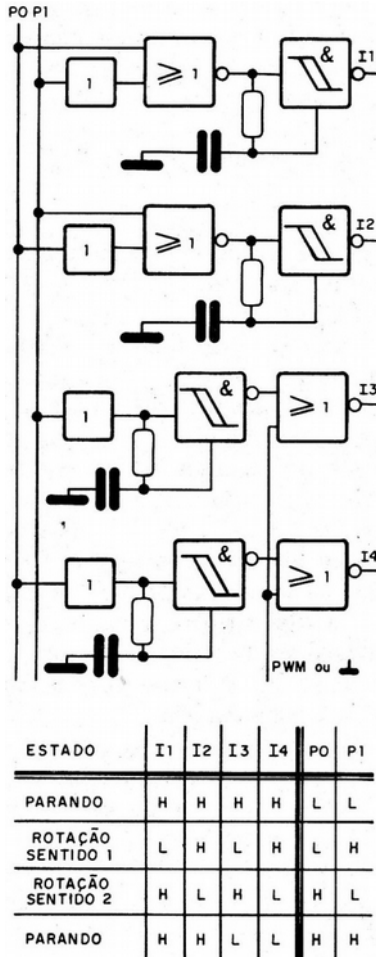 P0 P1
1
≥ 1
&
I1
1
≥ 1
&
I2
1
&
≥ 1
I3
1
&
≥ 1
I4
PWM ou
ESTADO I1 I2 I3 I4 P0 P1
PARANDO H H H H L L
ROTAÇÃO
SENTIDO 1 L H L H L H
ROTAÇÃO
SENTIDO 2 H L H L H L
PARANDO H H L L H H